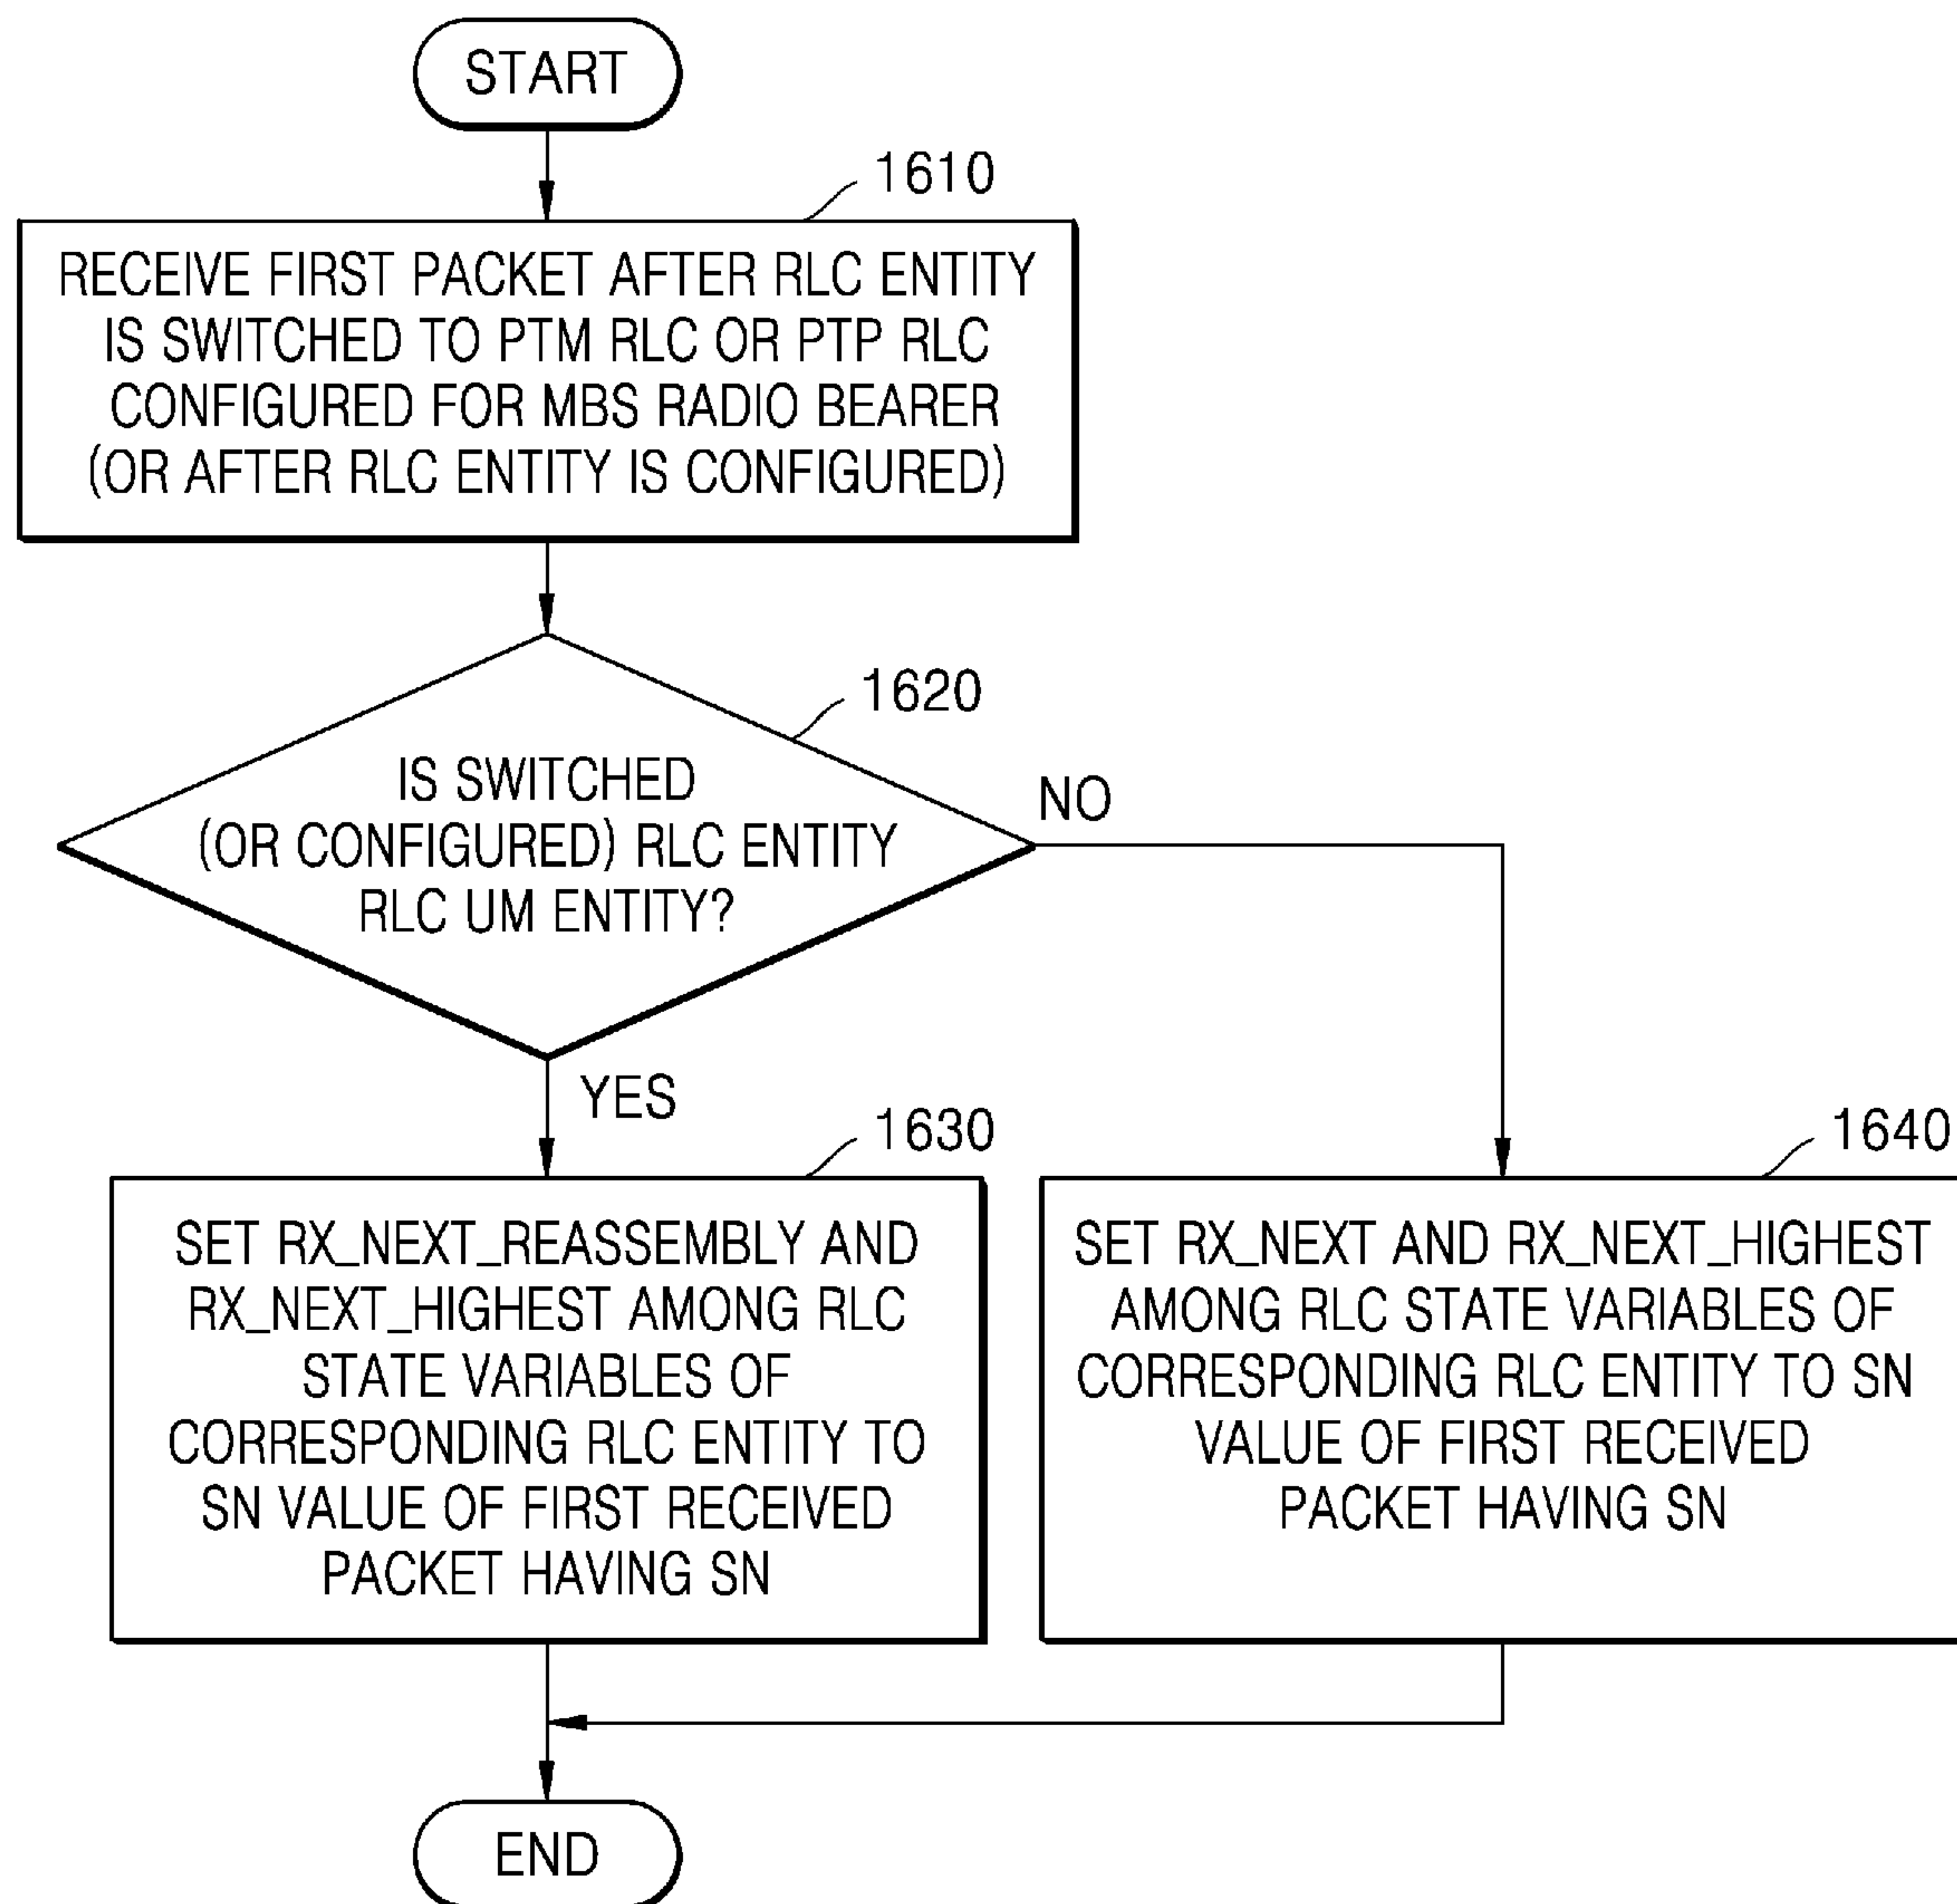 START
1610
RECEIVE FIRST PACKET AFTER RLC ENTITY
IS SWITCHED TO PTM RLC OR PTP RLC
CONFIGURED FOR MBS RADIO BEARER
(OR AFTER RLC ENTITY IS CONFIGURED)
1620
IS SWITCHED
(OR CONFIGURED) RLC ENTITY
RLC UM ENTITY?
NO
YES
1630
SET RX_NEXT_REASSEMBLY AND
RX_NEXT_HIGHEST AMONG RLC
STATE VARIABLES OF
CORRESPONDING RLC ENTITY TO
SN VALUE OF FIRST RECEIVED
PACKET HAVING SN
1640
SET RX_NEXT AND RX_NEXT_HIGHEST
AMONG RLC STATE VARIABLES OF
CORRESPONDING RLC ENTITY TO SN
VALUE OF FIRST RECEIVED
PACKET HAVING SN
END